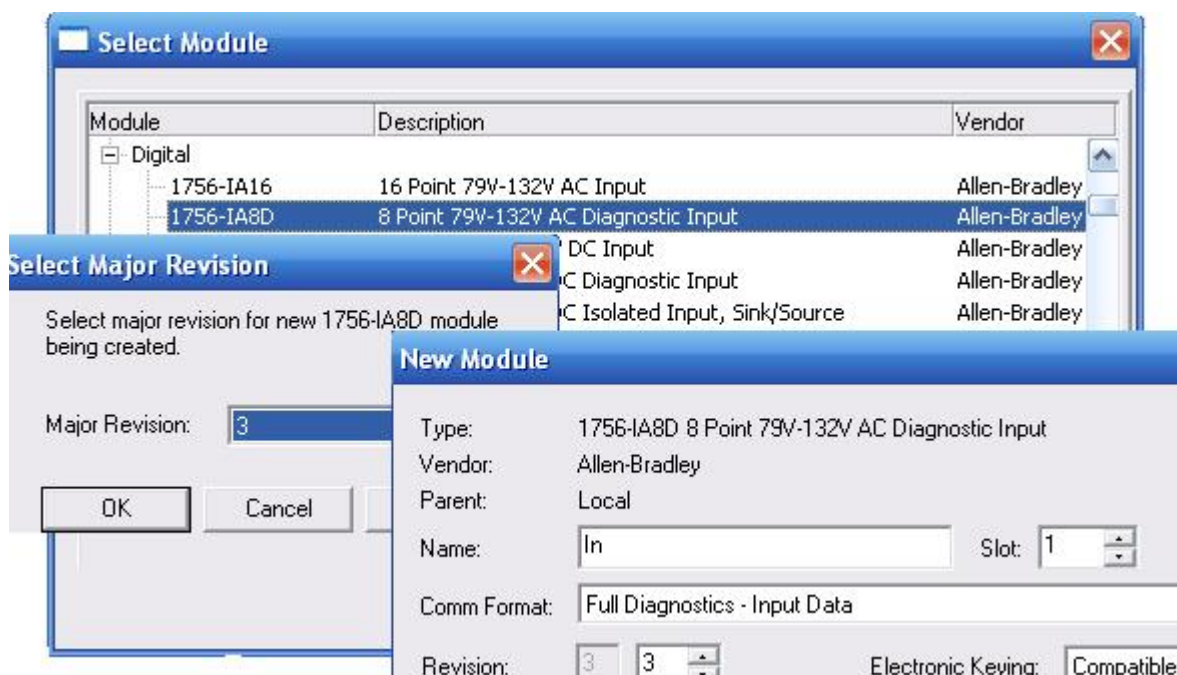 Select Module
Module Description Vendor
Digital
1756-IA16 16 Point 79V-132V AC Input Allen-Bradley
1756-IA8D 8 Point 79V-132V AC Diagnostic Input Allen-Bradley
DC Input Allen-Bradley
C Diagnostic Input Allen-Bradley
C Isolated Input, Sink/Source Allen-Bradley
Select Major Revision
Select major revision for new 1756-IA8D module
being created.
Major Revision: 3
OK Cancel
New Module
Type: 1756-IA8D 8 Point 79V-132V AC Diagnostic Input
Vendor: Allen-Bradley
Parent: Local
Name: In Slot: 1
Comm Format: Full Diagnostics - Input Data
Revision: 3 3 Electronic Keying: Compatible